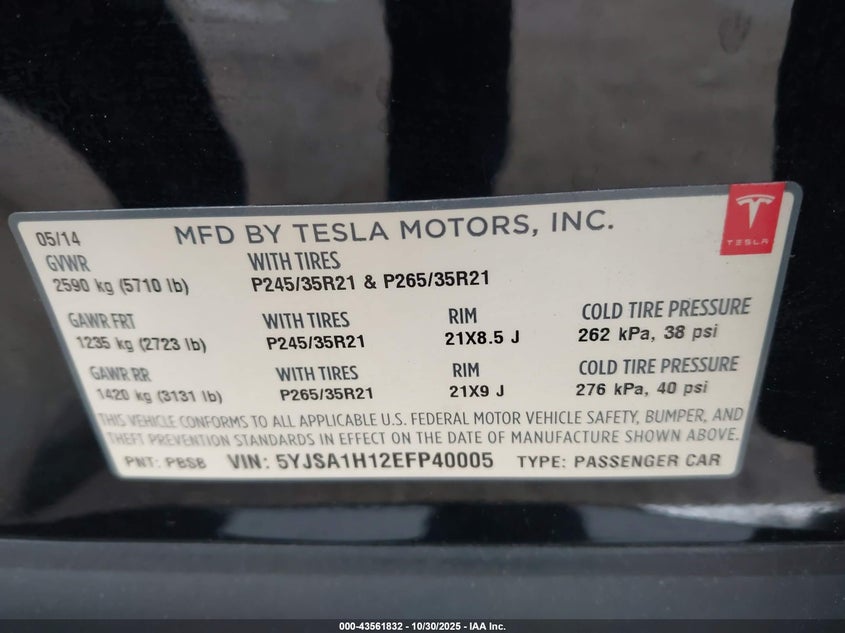 05/14 MFD BY TESLA MOTORS, INC.
TESLA
GVWR WITH TIRES
2590 kg (5710 lb) P245/35R21 & P265/35R21
GAWR FRT WITH TIRES RIM COLD TIRE PRESSURE
1235 kg (2723 lb) P245/35R21 21X8.5 J 262 kPa, 38 psi
GAWR RR WITH TIRES RIM COLD TIRE PRESSURE
1420 kg (3131 lb) P265/35R21 21X9 J 276 kPa, 40 psi
THIS VEHICLE CONFORMS TO ALL APPLICABLE U.S. FEDERAL MOTOR VEHICLE SAFETY, BUMPER, AND
THEFT PREVENTION STANDARDS IN EFFECT ON THE DATE OF MANUFACTURE SHOWN ABOVE.
PNT: PBSB VIN: 5YJSA1H12EFP40005 TYPE: PASSENGER CAR
000-43561832 - 10/30/2025 - IAA Inc.